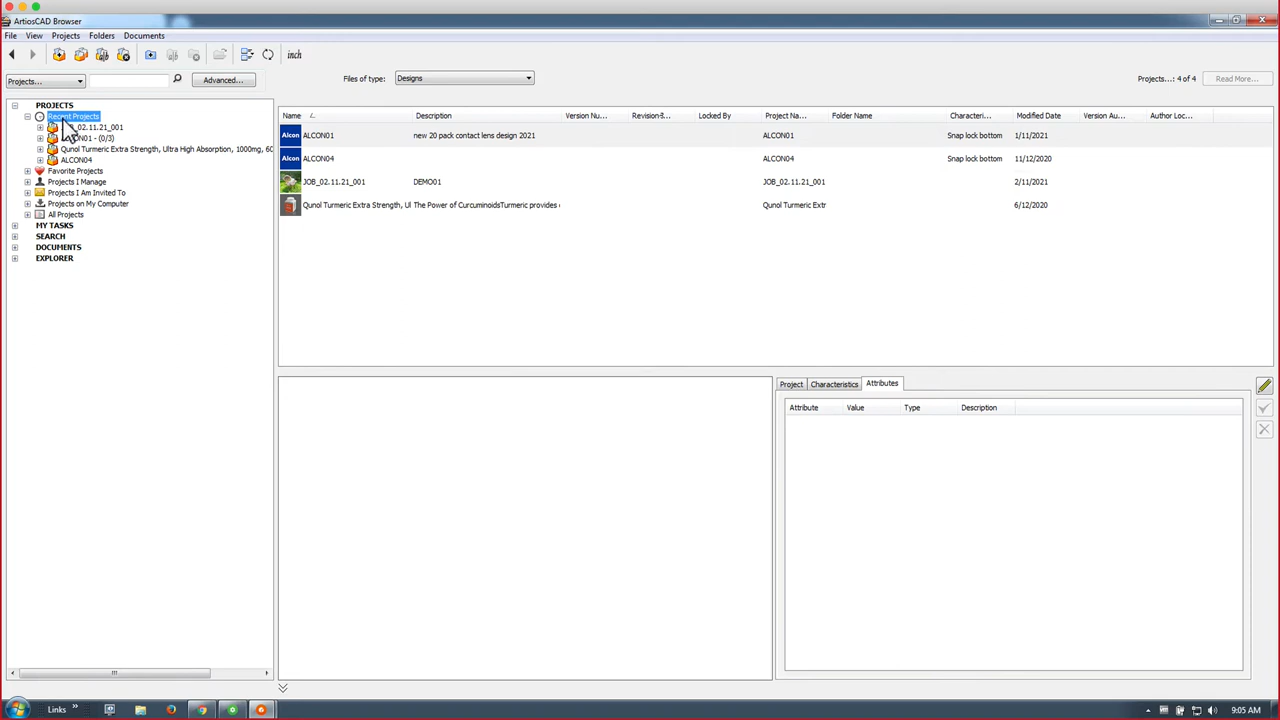 ArtiosCAD Browser
File View Projects Folders Documents
inch
Projects... Advanced... Files of type: Designs Projects...: 4 of 4 Read More...
PROJECTS
Recent Projects
_02.11.21_001
01 - (0/3)
Qunol Turmeric Extra Strength, Ultra High Absorption, 1000mg, 60
ALCON04
Favorite Projects
Projects I Manage
Projects I Am Invited To
Projects on My Computer
All Projects
MY TASKS
SEARCH
DOCUMENTS
EXPLORER
Name Description Version Nu... Revision... Locked By Project Na... Folder Name Characteri... Modified Date Version Au... Author Loc...
Alcon ALCON01 new 20 pack contact lens design 2021 ALCON01 Snap lock bottom 1/11/2021
Alcon ALCON04 ALCON04 Snap lock bottom 11/12/2020
JOB_02.11.21_001 DEMO01 JOB_02.11.21_001 2/11/2021
Qunol Turmeric Extra Strength, Ul The Power of CurcuminoidsTurmeric provides Qunol Turmeric Extr 6/12/2020
Project Characteristics Attributes
Attribute Value Type Description
Links 9:05 AM